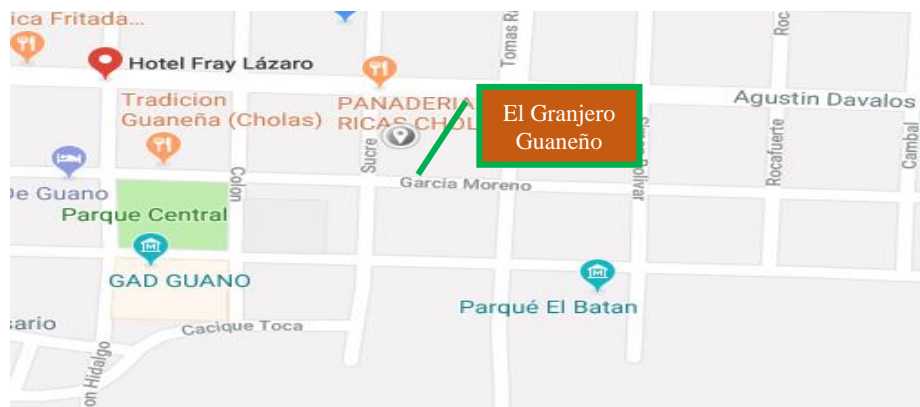 ica Fritada...
Hotel Fray Lázaro
Tomas R
Roc
Tradicion
Guaneña (Cholas)
PANADERIA
RICAS CHOL
El Granjero
Guaneño
Agustin Davalos
Sucre
Colon
Garcia Moreno
Simon Bolivar
Rocafuerte
Cambal
De Guano
Parque Central
GAD GUANO
Parqué El Batan
ario
Cacique Toca
on Hidalgo